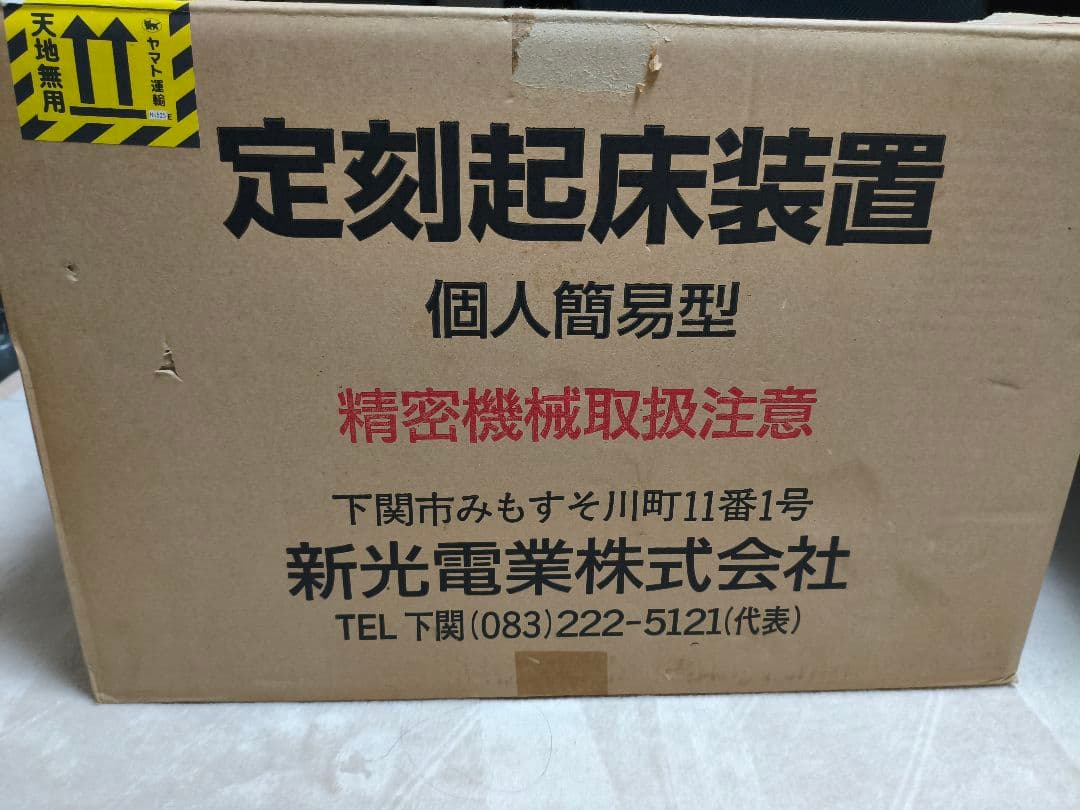 天地無用
ヤマト運輸
定刻起床装置
個人簡易型
精密機械取扱注意
下関市みもすそ川町11番1号
新光電業株式会社
TEL 下関(083)222-5121(代表)